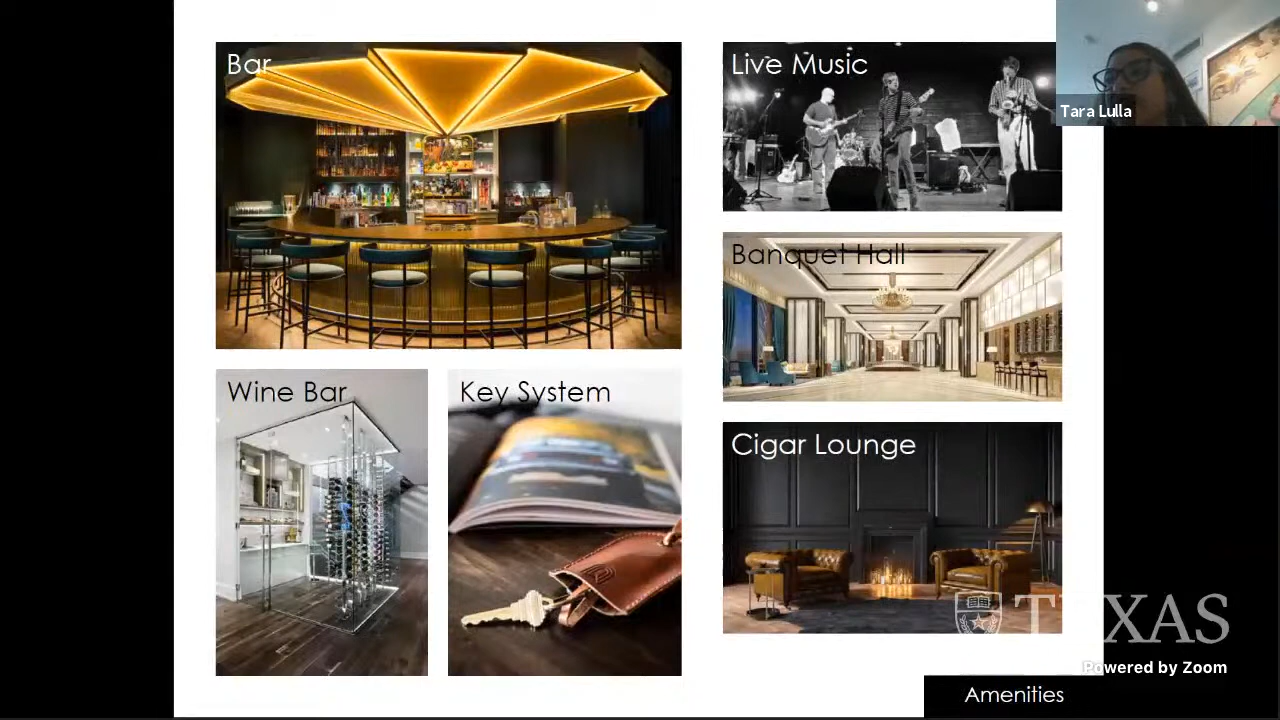 Bar
Live Music
Tara Lulla
Banquet Hall
Wine Bar
Key System
Cigar Lounge
TEXAS
Powered by Zoom
Amenities